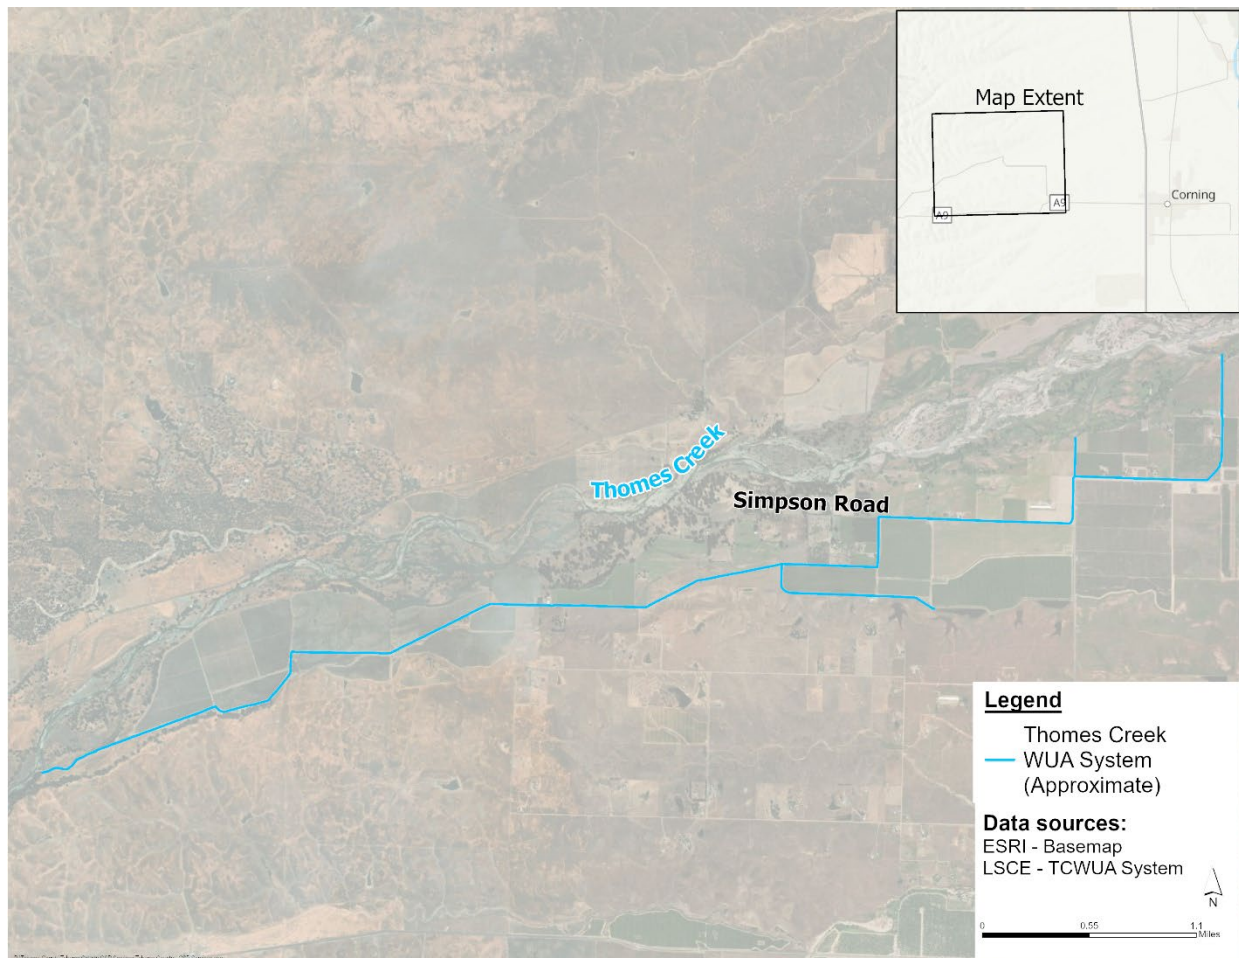 Map Extent
Corning
A9
A9
Thomes Creek
Simpson Road
Legend
Thomes Creek
WUA System
(Approximate)
Data sources:
ESRI - Basemap
LSCE - TCWUA System
N
0 0.55 1.1
Miles